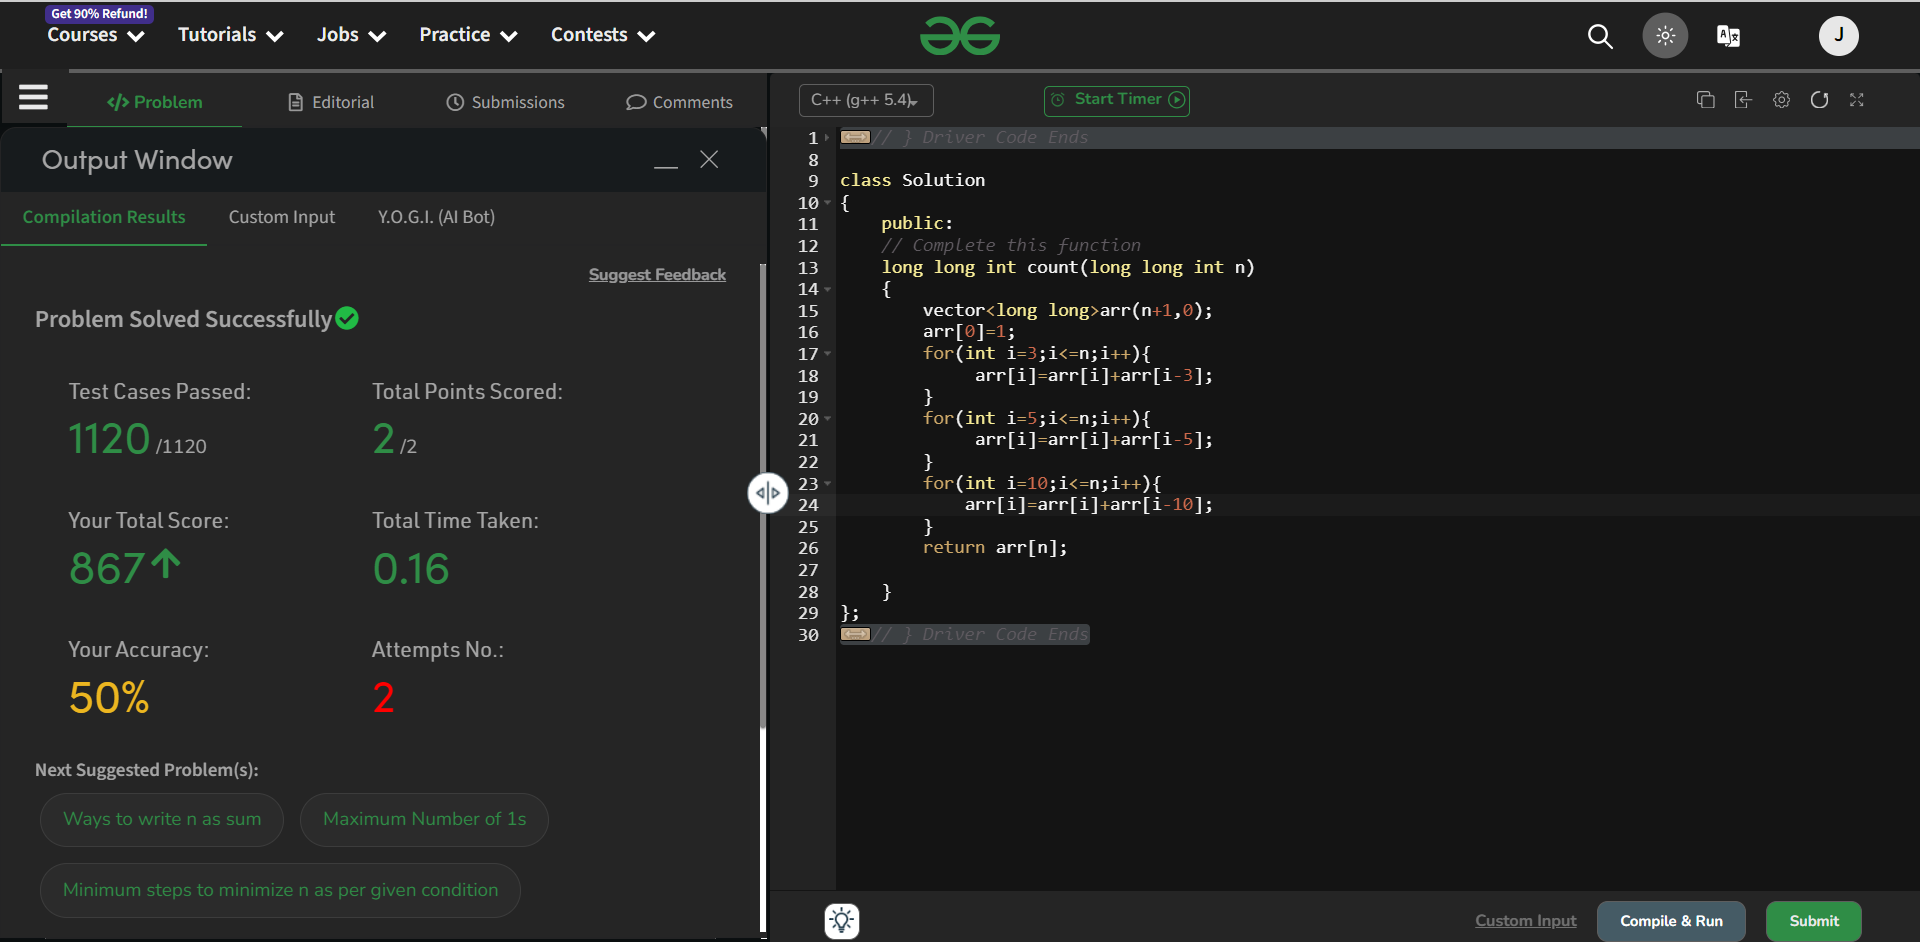 Get 90% Refund!
Courses Tutorials Jobs Practice Contests
J
Problem Editorial Submissions Comments
C++ (g++ 5.4) Start Timer
Output Window
Compilation Results Custom Input Y.O.G.I. (AI Bot)
Suggest Feedback
Problem Solved Successfully
Test Cases Passed: Total Points Scored:
1120 /1120 2 /2
Your Total Score: Total Time Taken:
867 0.16
Your Accuracy: Attempts No.:
50% 2
Next Suggested Problem(s):
Ways to write n as sum Maximum Number of 1s
Minimum steps to minimize n as per given condition
1 // } Driver Code Ends
8
9 class Solution
10 {
11 public:
12 // Complete this function
13 long long int count(long long int n)
14 {
15 vector<long long>arr(n+1,0);
16 arr[0]=1;
17 for(int i=3;i<=n;i++){
18 arr[i]=arr[i]+arr[i-3];
19 }
20 for(int i=5;i<=n;i++){
21 arr[i]=arr[i]+arr[i-5];
22 }
23 for(int i=10;i<=n;i++){
24 arr[i]=arr[i]+arr[i-10];
25 }
26 return arr[n];
27
28 }
29 };
30 // } Driver Code Ends
Custom Input Compile & Run Submit